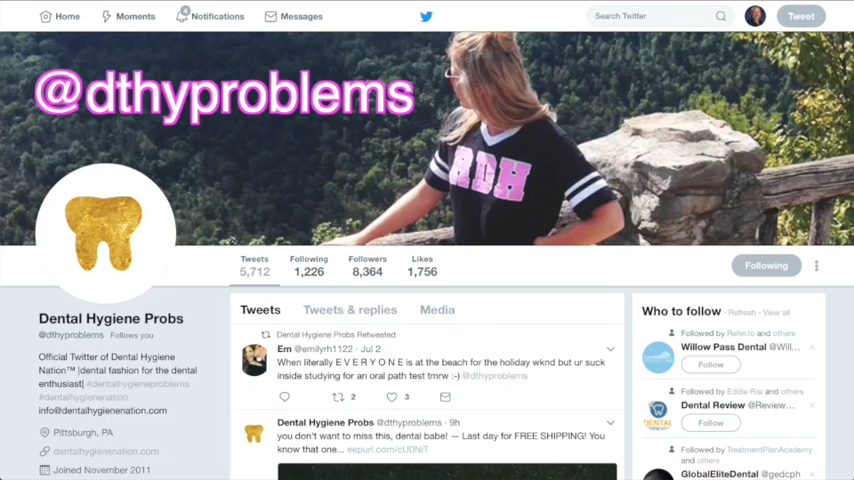 Home
Moments
4
Notifications
Messages
Search Twitter
Tweet
@dthyproblems
RDH
Tweets
5,712
Following
1,226
Followers
8,364
Likes
1,756
Following
Dental Hygiene Probs
@dthyproblems Follows you
Official Twitter of Dental Hygiene
Nation™ |dental fashion for the dental
enthusiast| #dentalhygieneproblems
#dentalhygienenation
info@dentalhygienenation.com
Pittsburgh, PA
dentalhygienenation.com
Joined November 2011
Tweets Tweets & replies Media
Dental Hygiene Probs Retweeted
Em @emilyrh1122 · Jul 2
When literally E V E R Y O N E is at the beach for the holiday wknd but ur suck
inside studying for an oral path test tmrw :-) @dthyproblems
2 3
Dental Hygiene Probs @dthyproblems · 9h
you don't want to miss this, dental babe! — Last day for FREE SHIPPING! You
know that one... eepurl.com/cU0NiT
Who to follow · Refresh · View all
Followed by Refer.to and others
Willow Pass Dental @Will...
Follow
Followed by Eddie Risi and others
Dental Review @Review...
Follow
Followed by TreatmentPlanAcademy
and others
GlobalEliteDental @gedcph